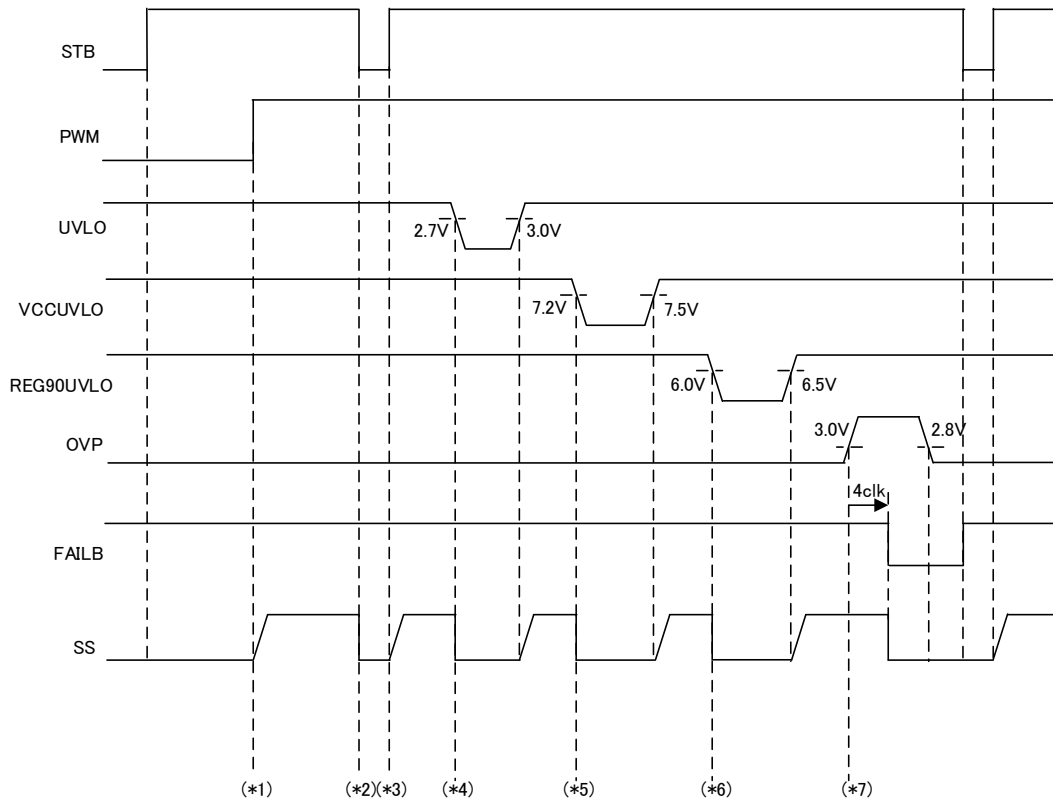 STB
PWM
UVLO
2.7V 3.0V
VCCUVLO
7.2V 7.5V
REG90UVLO
6.0V 6.5V
OVP
3.0V 2.8V
4clk
FAILB
SS
(*1) (*2)(*3) (*4) (*5) (*6) (*7)